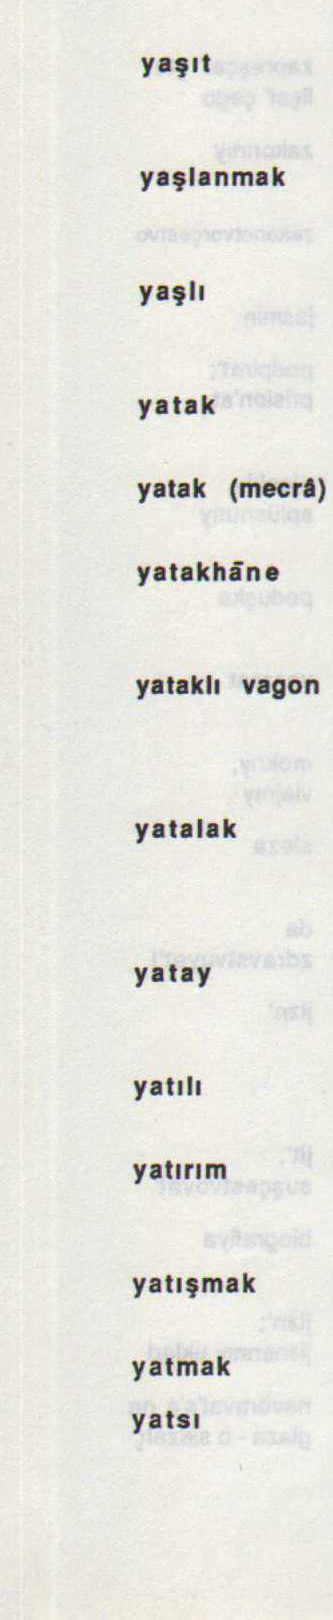 yaşıt
yaşlanmak
yaşlı
yatak
yatak (mecrâ)
yatakhāne
yataklı vagon
yatalak
yatay
yatılı
yatırım
yatışmak
yatmak
yatsı